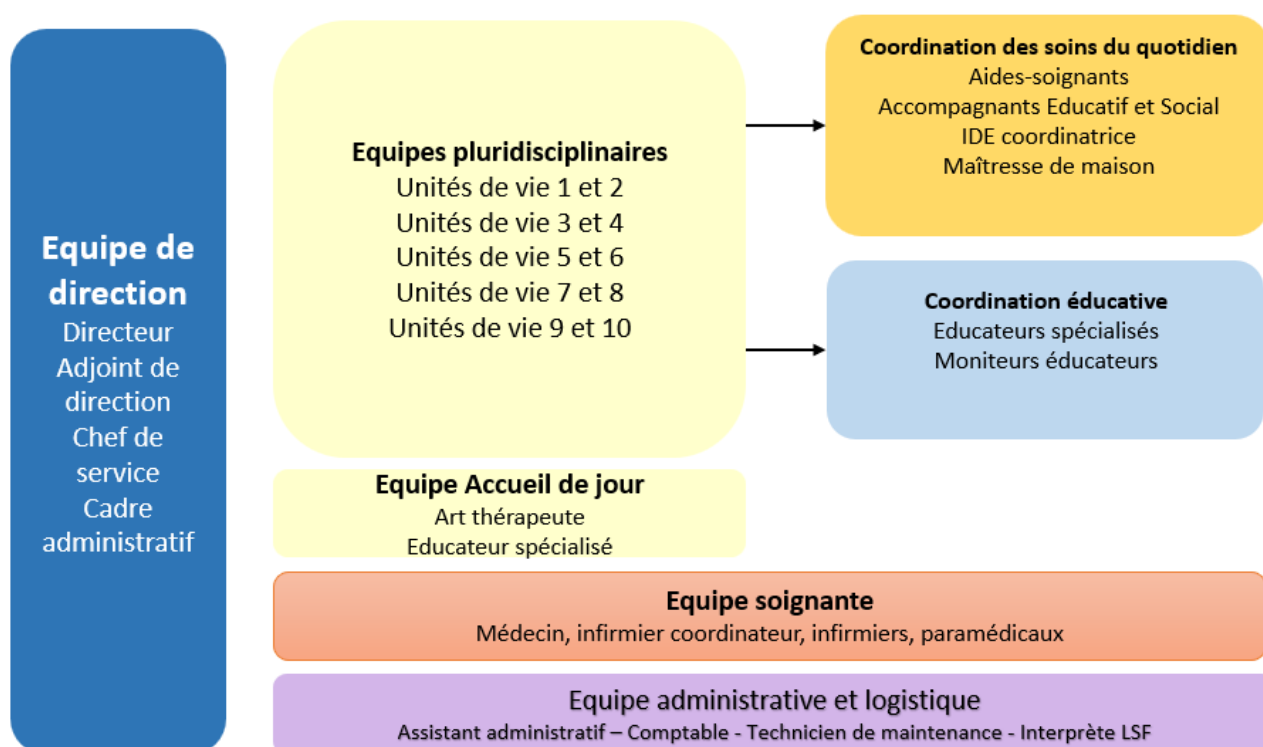 Equipe de
direction
Directeur
Adjoint de
direction
Chef de
service
Cadre
administratif
Equipes pluridisciplinaires
Unités de vie 1 et 2
Unités de vie 3 et 4
Unités de vie 5 et 6
Unités de vie 7 et 8
Unités de vie 9 et 10
Coordination des soins du quotidien
Aides-soignants
Accompagnants Educatif et Social
IDE coordinatrice
Maîtresse de maison
Coordination éducative
Educateurs spécialisés
Moniteurs éducateurs
Equipe Accueil de jour
Art thérapeute
Educateur spécialisé
Equipe soignante
Médecin, infirmier coordinateur, infirmiers, paramédicaux
Equipe administrative et logistique
Assistant administratif – Comptable - Technicien de maintenance - Interprète LSF